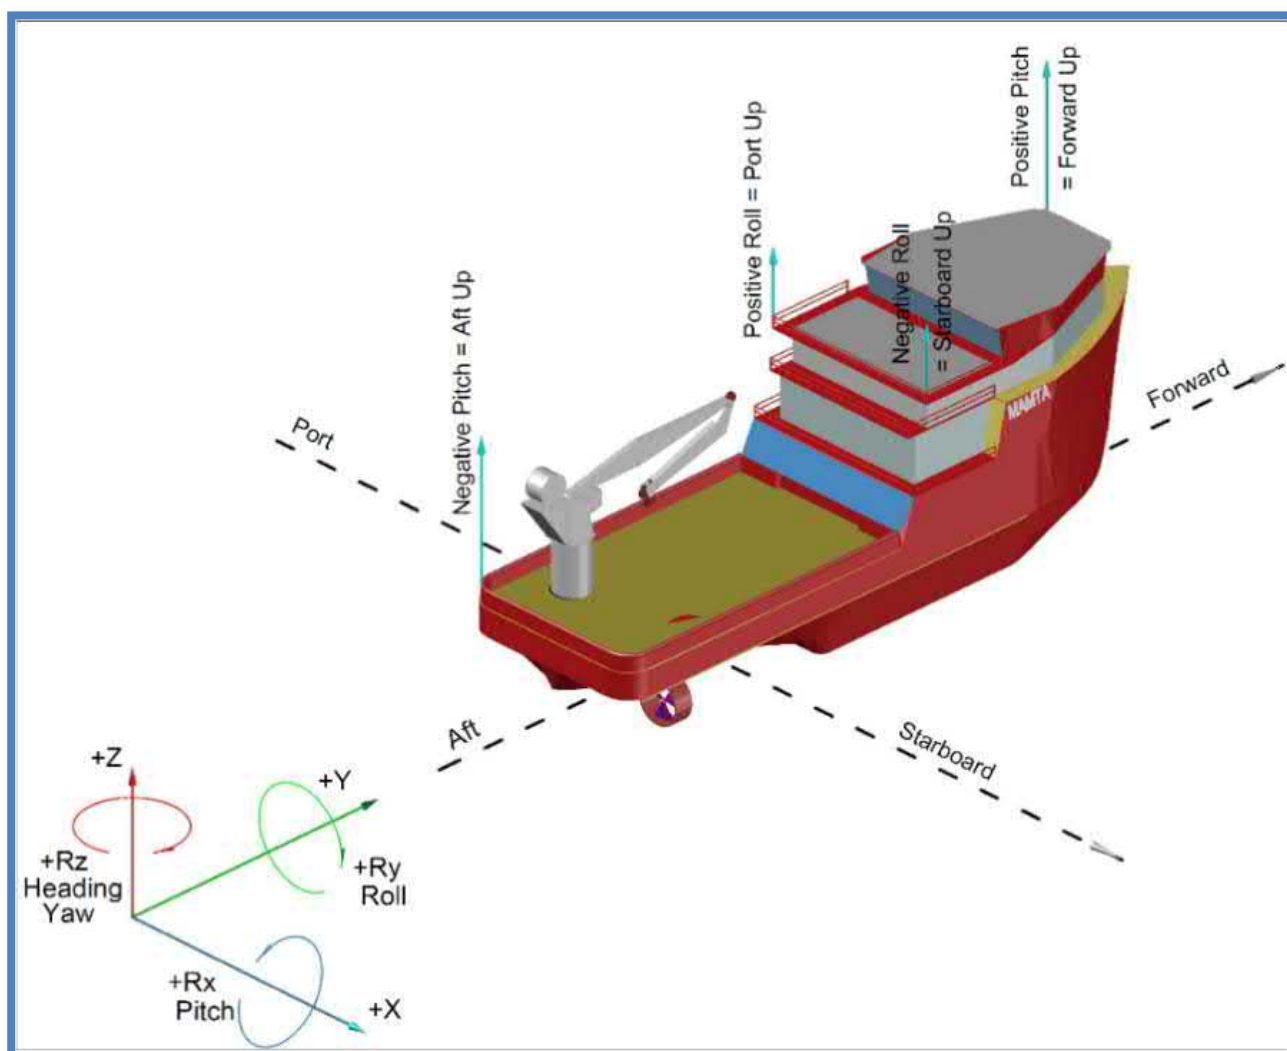 Positive Pitch
= Forward Up
Positive Roll = Port Up
Negative Roll
= Starboard Up
Negative Pitch = Aft Up
Port
Forward
MAMTA
Aft
Starboard
+Z
+Y
+Rz
Heading
Yaw
+Ry
Roll
+Rx
Pitch
+X